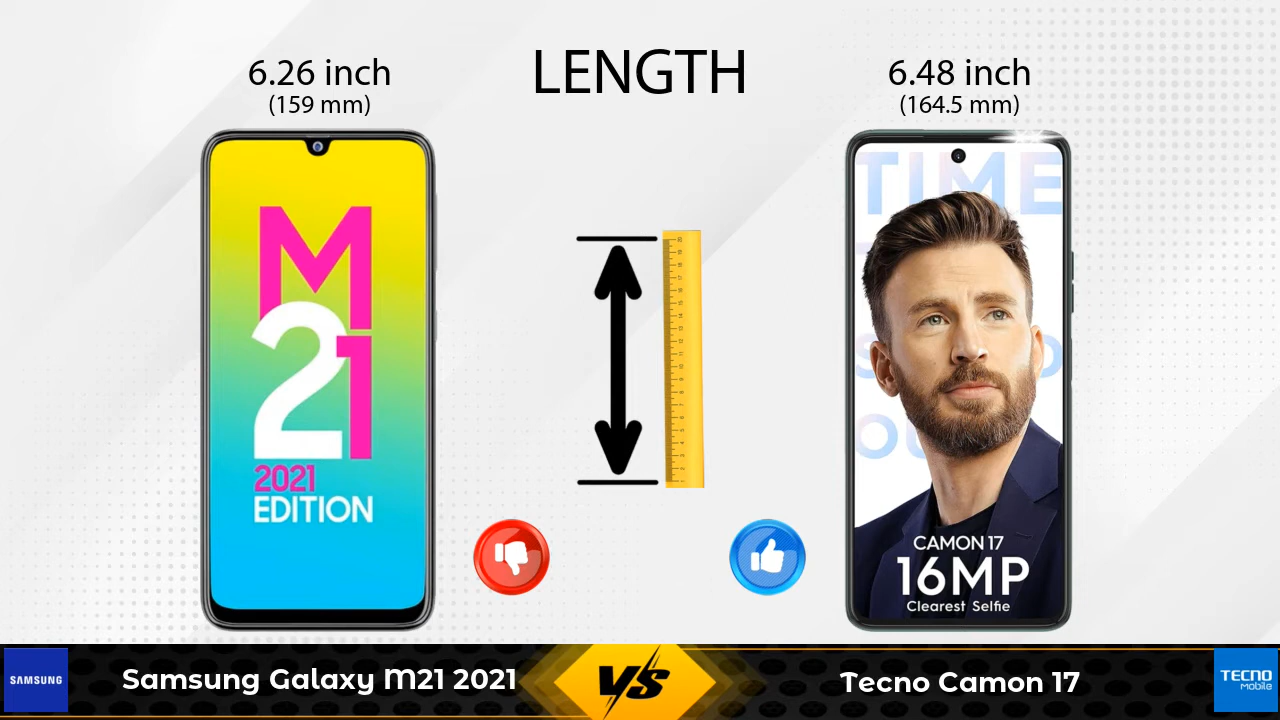 LENGTH
6.26 inch
(159 mm)
6.48 inch
(164.5 mm)
M
21
2021
EDITION
TIME
CAMON 17
16MP
Clearest Selfie
SAMSUNG
Samsung Galaxy M21 2021
VS
Tecno Camon 17
TECNO
mobile